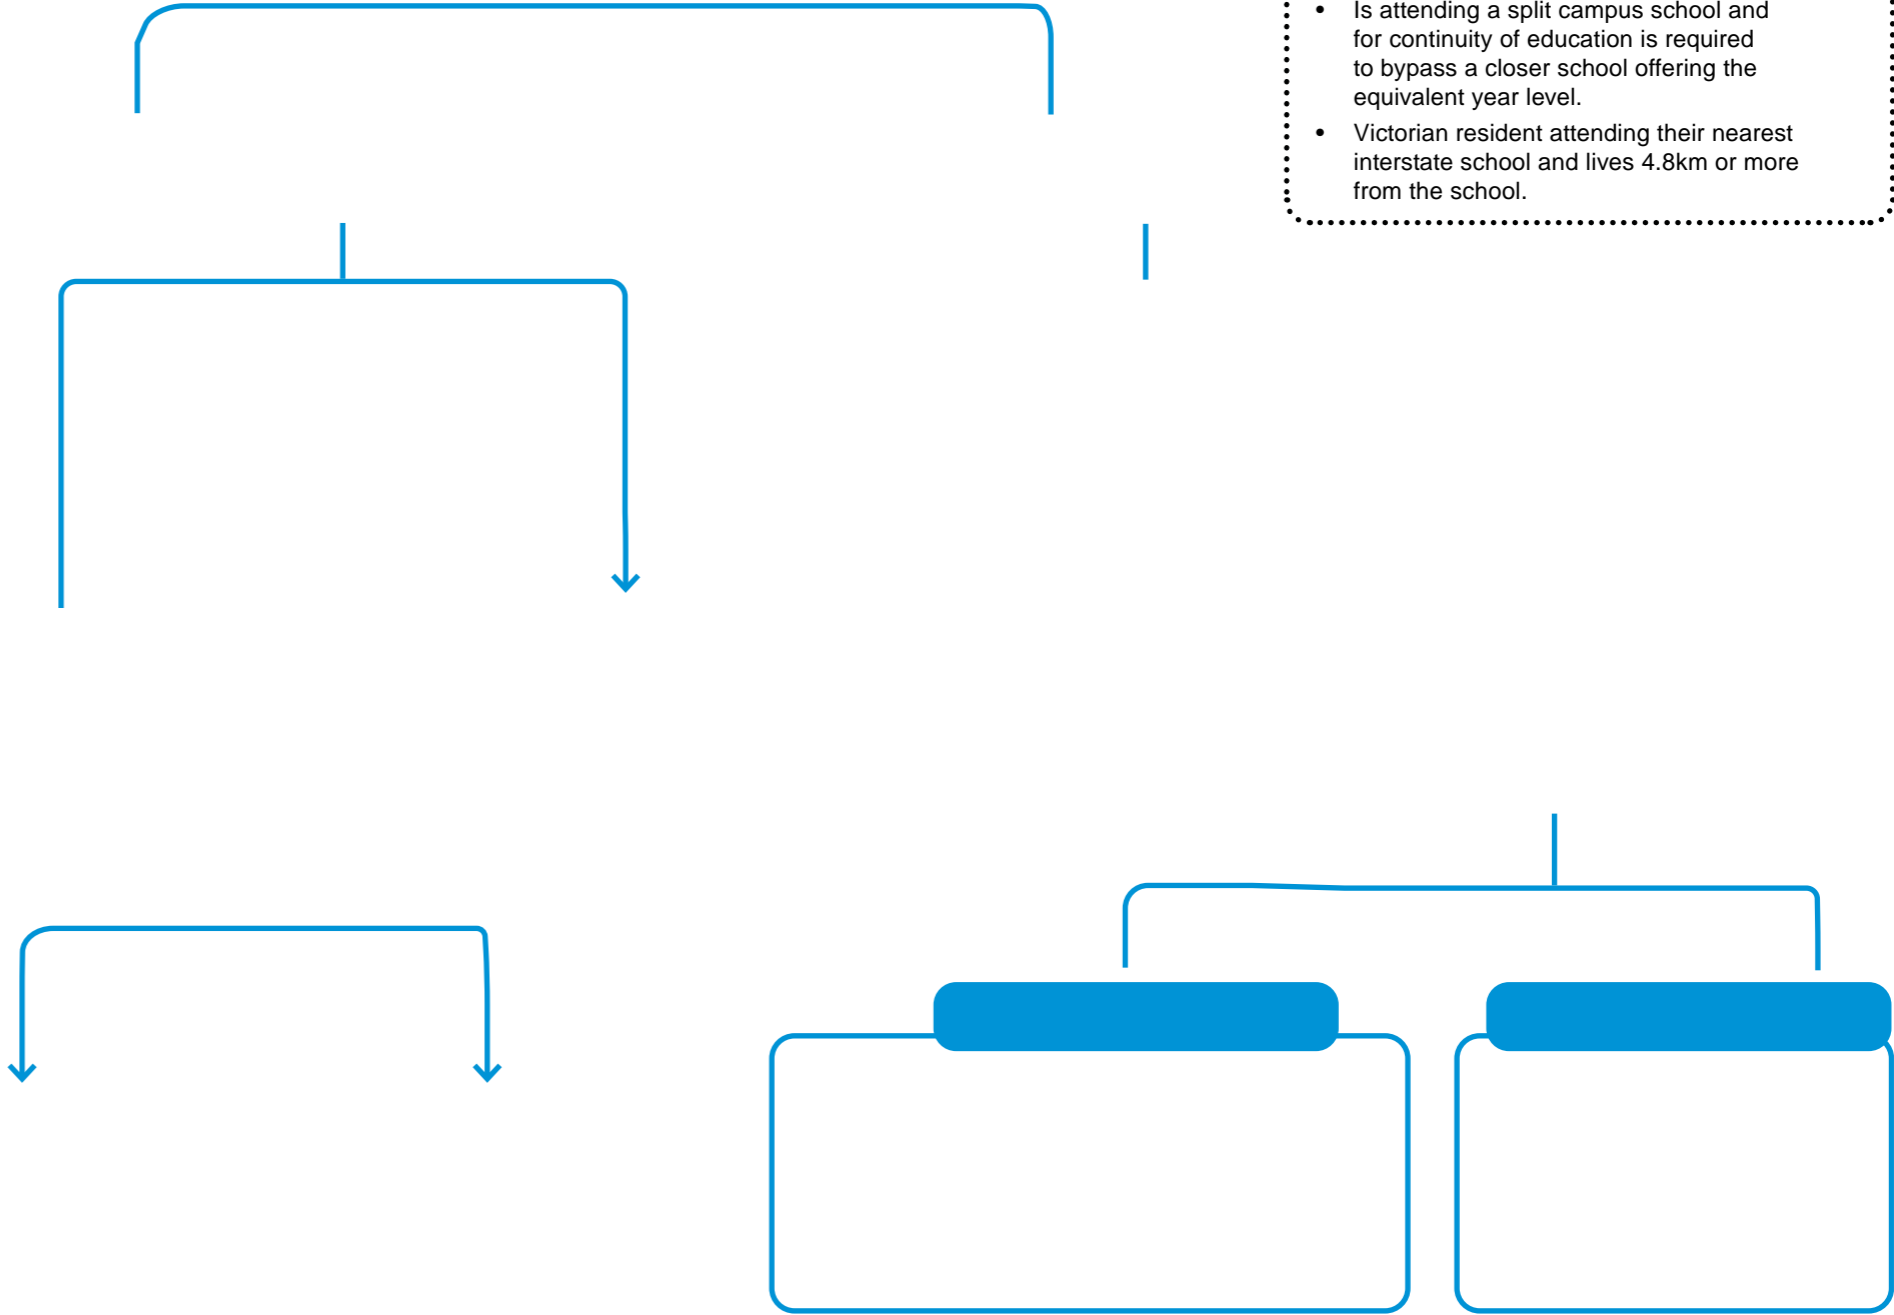 • Is attending a split campus school and
for continuity of education is required
to bypass a closer school offering the
equivalent year level.
• Victorian resident attending their nearest
interstate school and lives 4.8km or more
from the school.